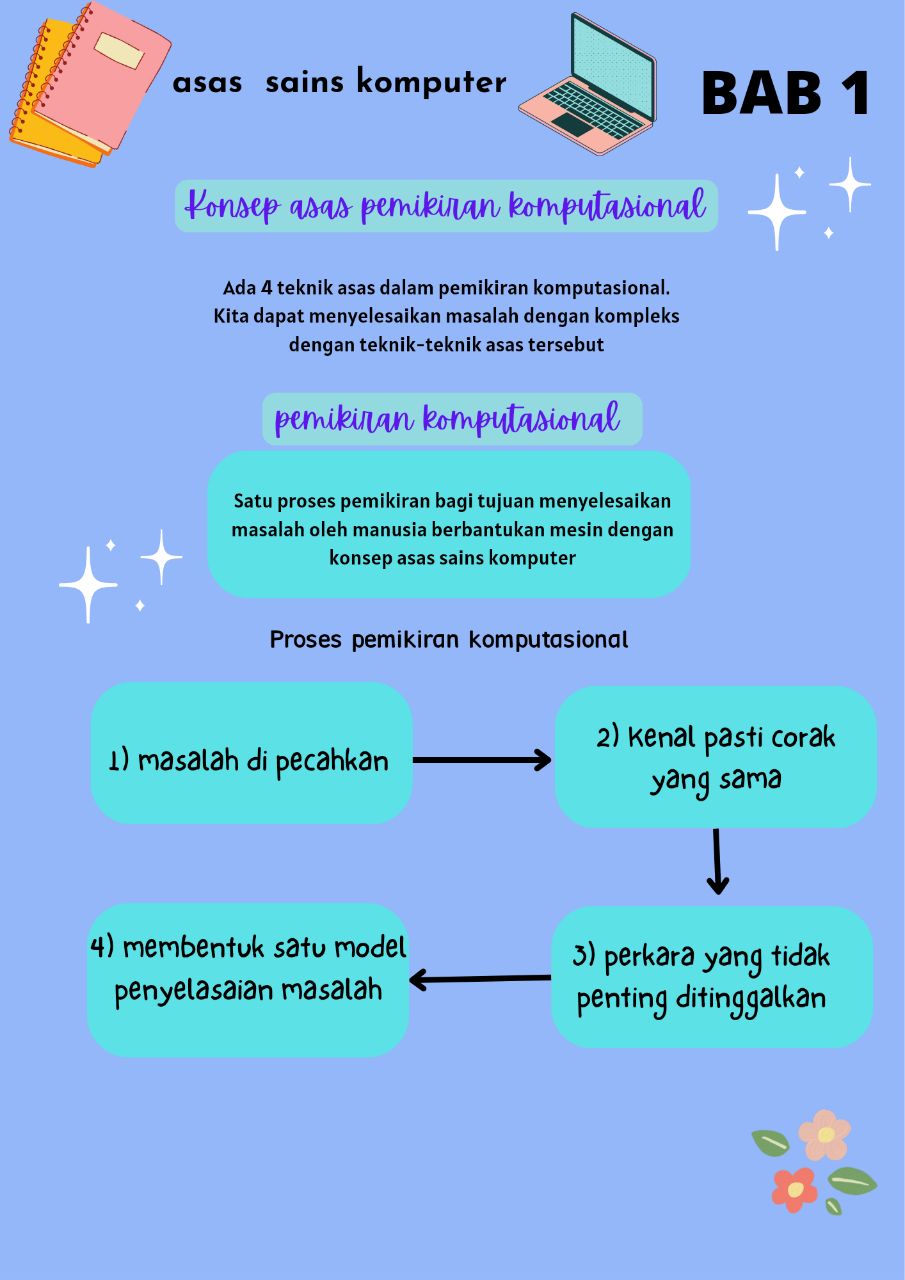 asas sains komputer
BAB 1
Konsep asas pemikiran komputasional
Ada 4 teknik asas dalam pemikiran komputasional.
Kita dapat menyelesaikan masalah dengan kompleks
dengan teknik-teknik asas tersebut
pemikiran komputasional
Satu proses pemikiran bagi tujuan menyelesaikan
masalah oleh manusia berbantukan mesin dengan
konsep asas sains komputer
Proses pemikiran komputasional
1) masalah di pecahkan
2) Kenal pasti corak
yang sama
3) perkara yang tidak
penting ditinggalkan
4) membentuk satu model
penyelasaian masalah